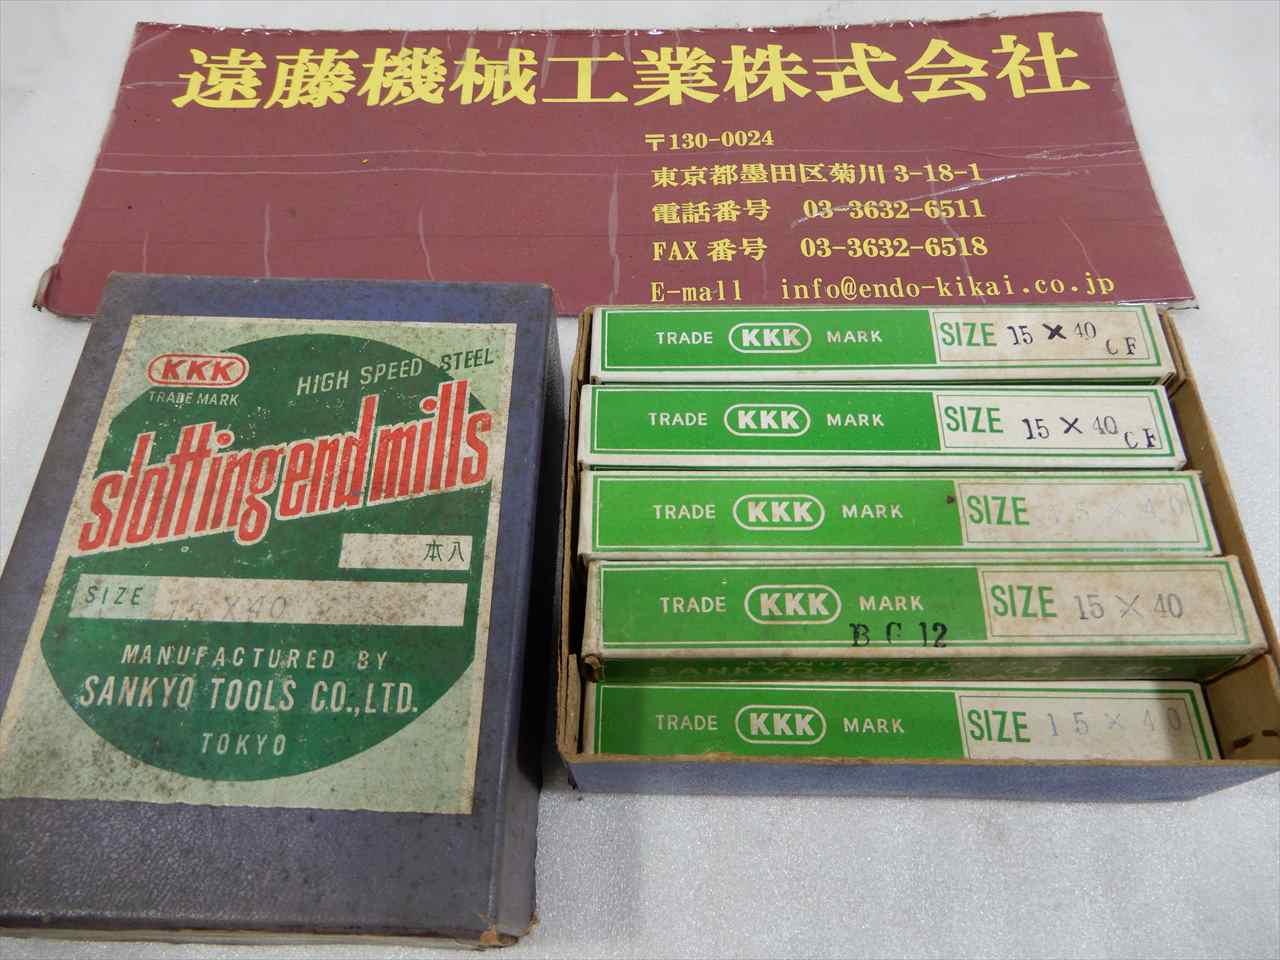 遠藤機械工業株式会社
〒130-0024
東京都墨田区菊川 3-18-1
電話番号 03-3632-6511
FAX 番号 03-3632-6518
E-mall info@endo-kikai.co.jp
KKK
TRADE MARK
HIGH SPEED STEEL
slotting end mills
本入
SIZE 15×40
MANUFACTURED BY
SANKYO TOOLS CO.,LTD.
TOKYO
TRADE KKK MARK SIZE 15×40 CF
TRADE KKK MARK SIZE 15×40 CF
TRADE KKK MARK SIZE 15×40
TRADE KKK MARK SIZE 15×40
B C 12
TRADE KKK MARK SIZE 15×40